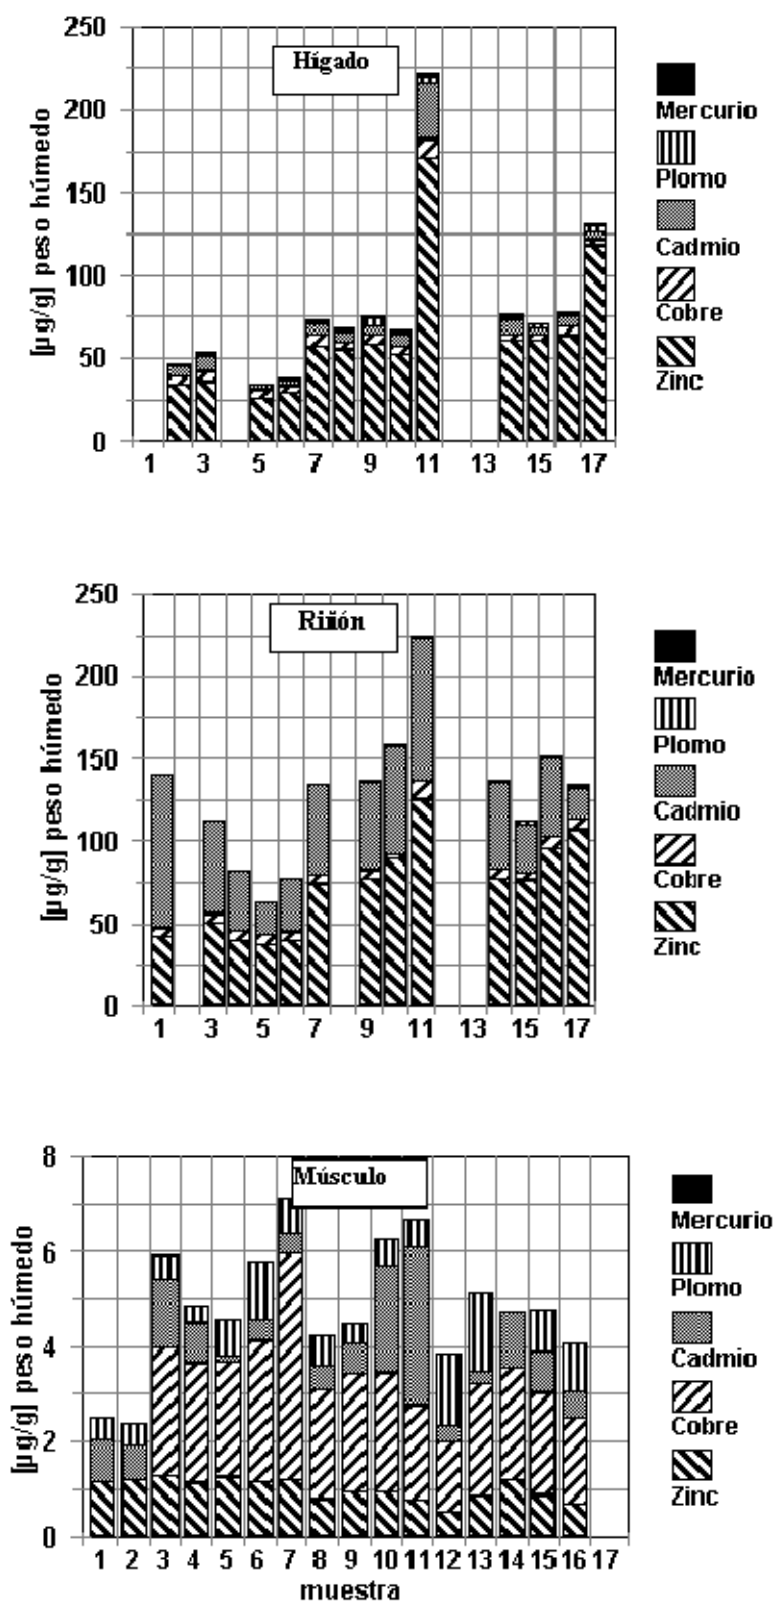 Hígado
[µg/g] peso húmedo
250
200
150
100
50
0
1 3 5 7 9 11 13 15 17
Mercurio
Plomo
Cadmio
Cobre
Zinc
Riñón
[µg/g] peso húmedo
250
200
150
100
50
0
1 3 5 7 9 11 13 15 17
Mercurio
Plomo
Cadmio
Cobre
Zinc
Músculo
[µg/g] peso húmedo
8
6
4
2
0
1 2 3 4 5 6 7 8 9 10 11 12 13 14 15 16 17
muestra
Mercurio
Plomo
Cadmio
Cobre
Zinc